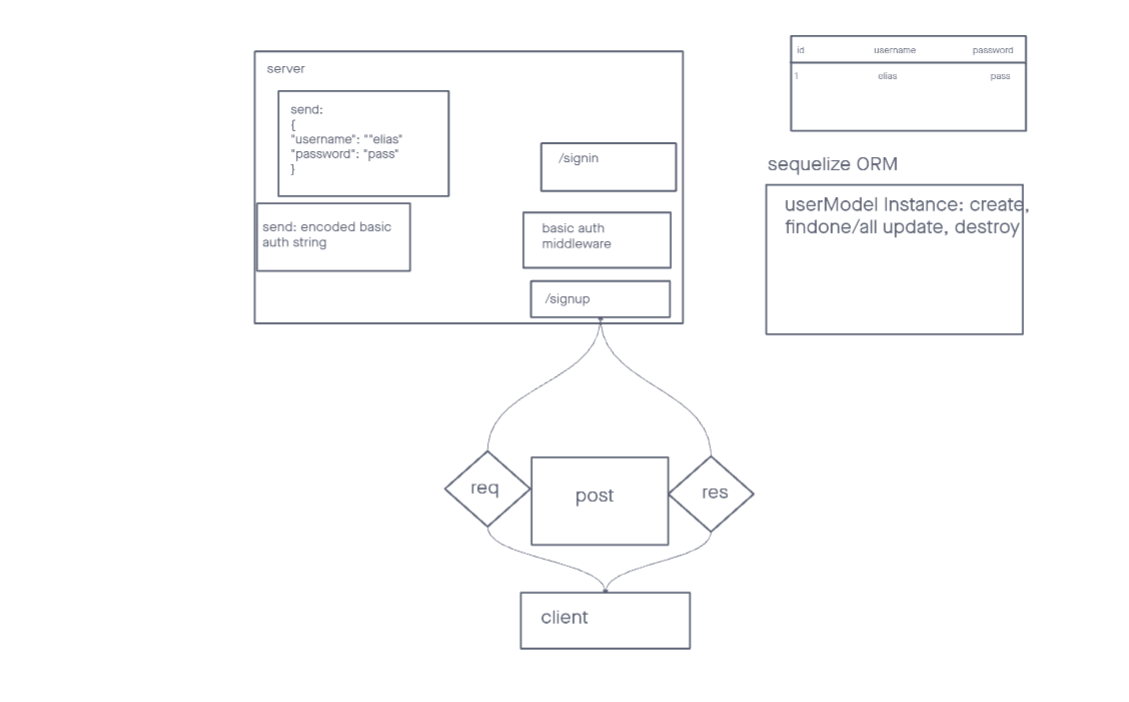 server
send:
{
"username": ""elias"
"password": "pass"
}
send: encoded basic
auth string
/signin
basic auth
middleware
/signup
id username password
1 elias pass
sequelize ORM
userModel Instance: create,
findone/all update, destroy
req
post
res
client